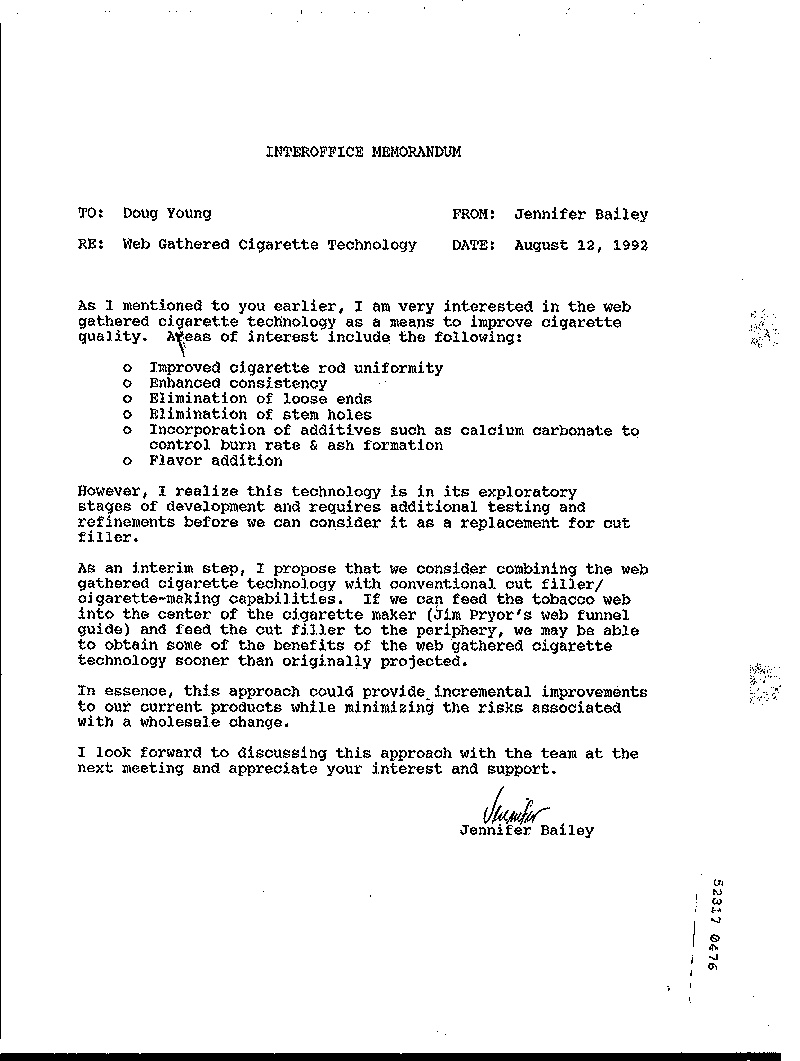 INTEROFFICE MEMORANDUM
TO: Doug Young FROM: Jennifer Bailey
RE: Web Gathered Cigarette Technology DATE: August 12, 1992
As I mentioned to you earlier, I am very interested in the web
gathered cigarette technology as a means to improve cigarette
quality. Areas of interest include the following:
o Improved cigarette rod uniformity
o Enhanced consistency
o Elimination of loose ends
o Elimination of stem holes
o Incorporation of additives such as calcium carbonate to
control burn rate & ash formation
o Flavor addition
However, I realize this technology is in its exploratory
stages of development and requires additional testing and
refinements before we can consider it as a replacement for cut
filler.
As an interim step, I propose that we consider combining the web
gathered cigarette technology with conventional cut filler/
cigarette-making capabilities. If we can feed the tobacco web
into the center of the cigarette maker (Jim Pryor's web funnel
guide) and feed the cut filler to the periphery, we may be able
to obtain some of the benefits of the web gathered cigarette
technology sooner than originally projected.
In essence, this approach could provide incremental improvements
to our current products while minimizing the risks associated
with a wholesale change.
I look forward to discussing this approach with the team at the
next meeting and appreciate your interest and support.
Jennifer
Jennifer Bailey
52317 0476